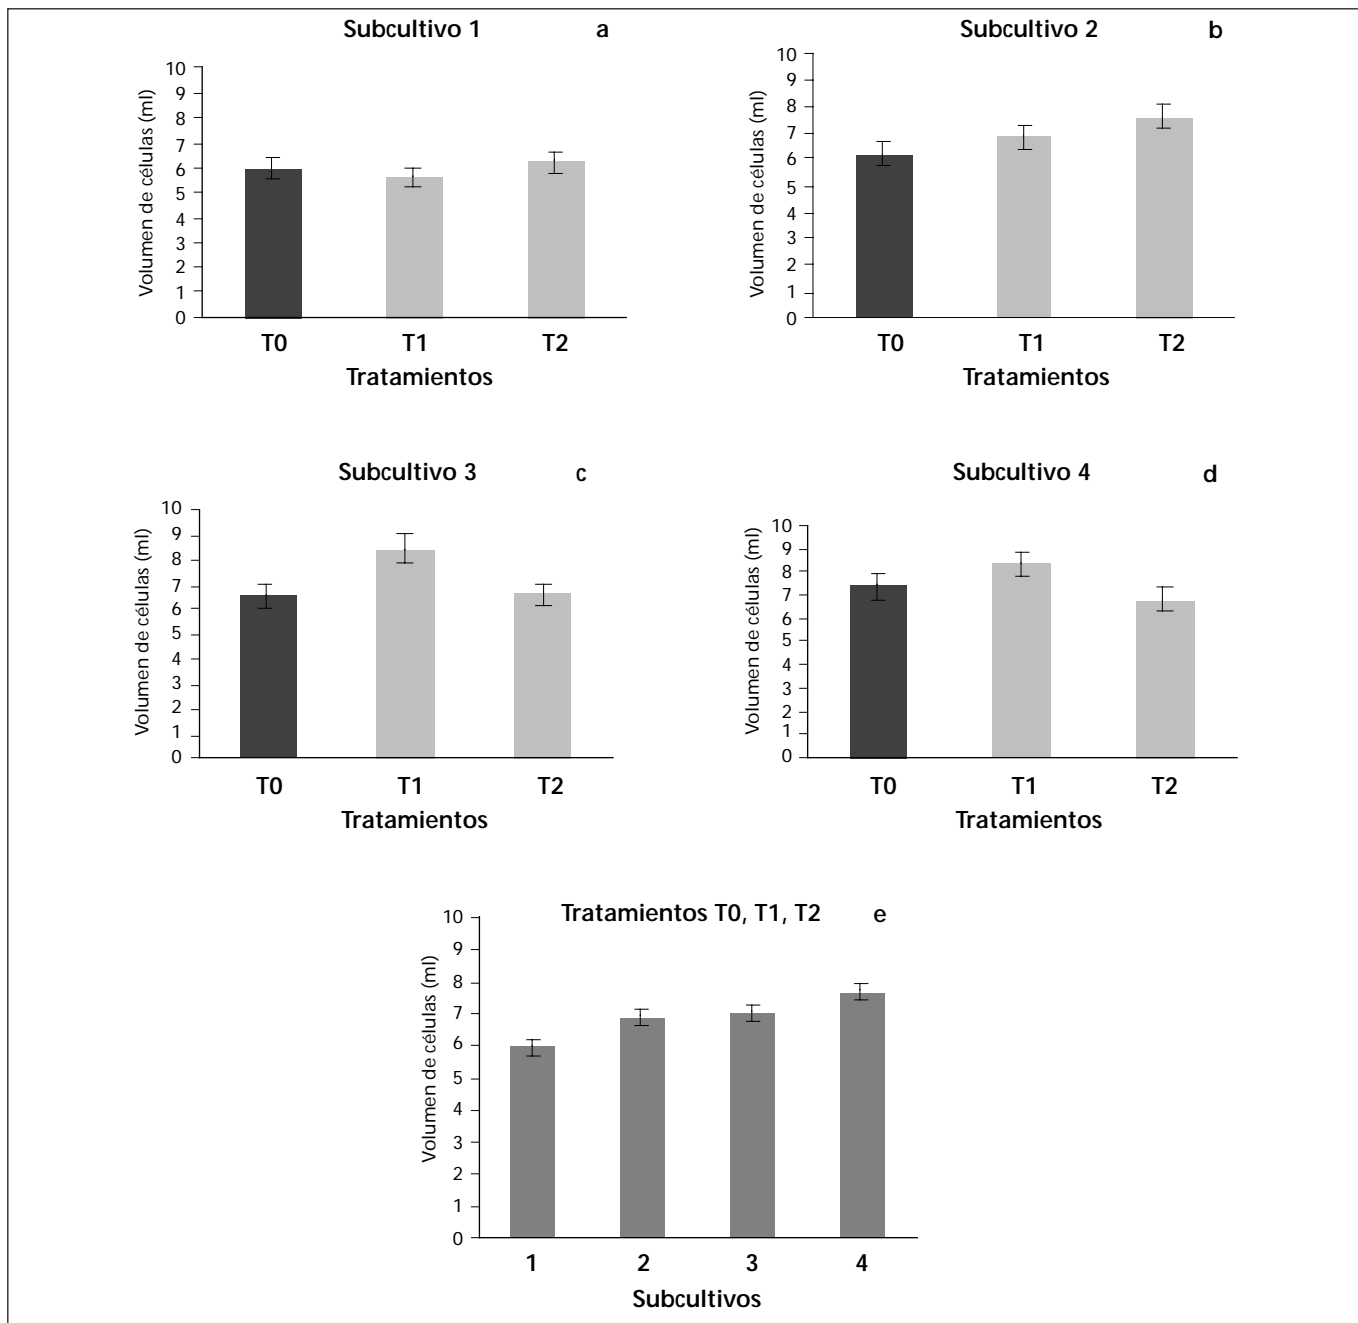 Subcultivo 1 a
Volumen de células (ml)
10
9
8
7
6
5
4
3
2
1
0
T0 T1 T2
Tratamientos
Subcultivo 2 b
Volumen de células (ml)
10
9
8
7
6
5
4
3
2
1
0
T0 T1 T2
Tratamientos
Subcultivo 3 c
Volumen de células (ml)
10
9
8
7
6
5
4
3
2
1
0
T0 T1 T2
Tratamientos
Subcultivo 4 d
Volumen de células (ml)
10
9
8
7
6
5
4
3
2
1
0
T0 T1 T2
Tratamientos
Tratamientos T0, T1, T2 e
Volumen de células (ml)
10
9
8
7
6
5
4
3
2
1
0
1 2 3 4
Subcultivos